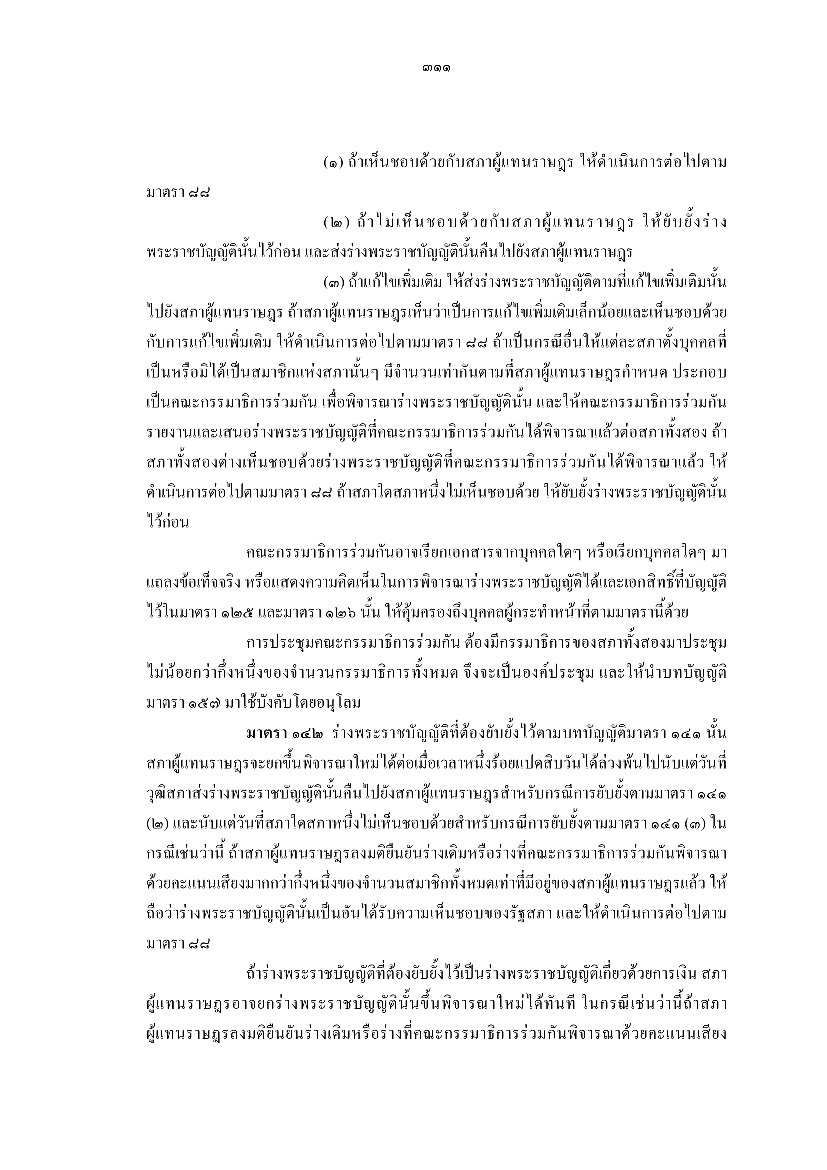 ๓๑๑
(๑) ถ้าเห็นชอบด้วยกับสภาผู้แทนราษฎร ให้ดำเนินการต่อไปตาม
มาตรา ๘๘
(๒) ถ้าไม่เห็นชอบด้วยกับสภาผู้แทนราษฎร ให้ยับยั้งร่าง
พระราชบัญญัตินั้นไว้ก่อน และส่งร่างพระราชบัญญัตินั้นคืนไปยังสภาผู้แทนราษฎร
(๓) ถ้าแก้ไขเพิ่มเติม ให้ส่งร่างพระราชบัญญัติตามที่แก้ไขเพิ่มเติมนั้น
ไปยังสภาผู้แทนราษฎร ถ้าสภาผู้แทนราษฎรเห็นว่าเป็นการแก้ไขเพิ่มเติมเล็กน้อยและเห็นชอบด้วย
กับการแก้ไขเพิ่มเติม ให้ดำเนินการต่อไปตามมาตรา ๘๘ ถ้าเป็นกรณีอื่นให้แต่ละสภาตั้งบุคคลที่
เป็นหรือมิได้เป็นสมาชิกแห่งสภานั้นๆ มีจำนวนเท่ากันตามที่สภาผู้แทนราษฎรกำหนด ประกอบ
เป็นคณะกรรมาธิการร่วมกัน เพื่อพิจารณาร่างพระราชบัญญัตินั้น และให้คณะกรรมาธิการร่วมกัน
รายงานและเสนอร่างพระราชบัญญัติที่คณะกรรมาธิการร่วมกันได้พิจารณาแล้วต่อสภาทั้งสอง ถ้า
สภาทั้งสองต่างเห็นชอบด้วยร่างพระราชบัญญัติที่คณะกรรมาธิการร่วมกันได้พิจารณาแล้ว ให้
ดำเนินการต่อไปตามมาตรา ๘๘ ถ้าสภาใดสภาหนึ่งไม่เห็นชอบด้วย ให้ยับยั้งร่างพระราชบัญญัตินั้น
ไว้ก่อน
คณะกรรมาธิการร่วมกันอาจเรียกเอกสารจากบุคคลใดๆ หรือเรียกบุคคลใดๆ มา
แถลงข้อเท็จจริง หรือแสดงความคิดเห็นในการพิจารณาร่างพระราชบัญญัติได้และเอกสิทธิ์ที่บัญญัติ
ไว้ในมาตรา ๑๒๕ และมาตรา ๑๒๖ นั้น ให้คุ้มครองถึงบุคคลผู้กระทำหน้าที่ตามมาตรานี้ด้วย
การประชุมคณะกรรมาธิการร่วมกัน ต้องมีกรรมาธิการของสภาทั้งสองมาประชุม
ไม่น้อยกว่ากึ่งหนึ่งของจำนวนกรรมาธิการทั้งหมด จึงจะเป็นองค์ประชุม และให้นำบทบัญญัติ
มาตรา ๑๕๗ มาใช้บังคับโดยอนุโลม
มาตรา ๑๔๒ ร่างพระราชบัญญัติที่ต้องยับยั้งไว้ตามบทบัญญัติมาตรา ๑๔๑ นั้น
สภาผู้แทนราษฎรจะยกขึ้นพิจารณาใหม่ได้ต่อเมื่อเวลาหนึ่งร้อยแปดสิบวันได้ล่วงพ้นไปนับแต่วันที่
วุฒิสภาส่งร่างพระราชบัญญัตินั้นคืนไปยังสภาผู้แทนราษฎรสำหรับกรณีการยับยั้งตามมาตรา ๑๔๑
(๒) และนับแต่วันที่สภาใดสภาหนึ่งไม่เห็นชอบด้วยสำหรับกรณีการยับยั้งตามมาตรา ๑๔๑ (๓) ใน
กรณีเช่นว่านี้ ถ้าสภาผู้แทนราษฎรลงมติยืนยันร่างเดิมหรือร่างที่คณะกรรมาธิการร่วมกันพิจารณา
ด้วยคะแนนเสียงมากกว่ากึ่งหนึ่งของจำนวนสมาชิกทั้งหมดเท่าที่มีอยู่ของสภาผู้แทนราษฎรแล้ว ให้
ถือว่าร่างพระราชบัญญัตินั้นเป็นอันได้รับความเห็นชอบของรัฐสภา และให้ดำเนินการต่อไปตาม
มาตรา ๘๘
ถ้าร่างพระราชบัญญัติที่ต้องยับยั้งไว้เป็นร่างพระราชบัญญัติเกี่ยวด้วยการเงิน สภา
ผู้แทนราษฎรอาจยกร่างพระราชบัญญัตินั้นขึ้นพิจารณาใหม่ได้ทันที ในกรณีเช่นว่านี้ถ้าสภา
ผู้แทนราษฎรลงมติยืนยันร่างเดิมหรือร่างที่คณะกรรมาธิการร่วมกันพิจารณาด้วยคะแนนเสียง